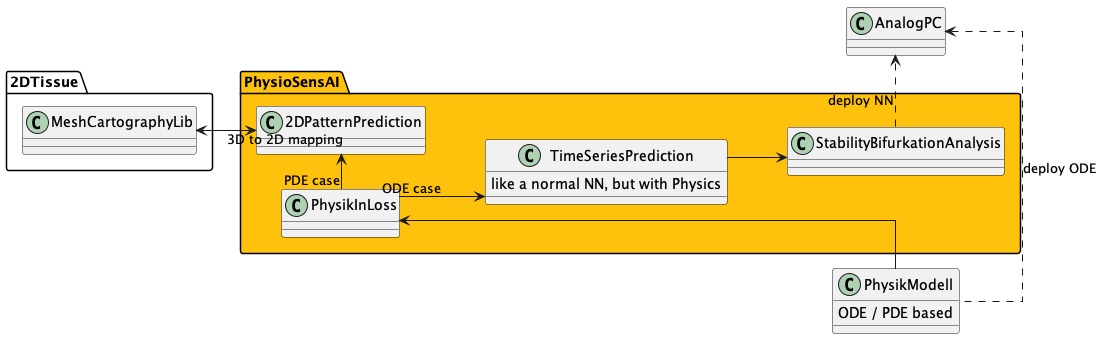 C AnalogPC
2DTissue
C MeshCartographyLib
PhysioSensAI
C 2DPatternPrediction
3D to 2D mapping
deploy NN
C StabilityBifurkationAnalysis
C TimeSeriesPrediction
like a normal NN, but with Physics
PDE case
ODE case
C PhysikInLoss
deploy ODE
C PhysikModell
ODE / PDE based